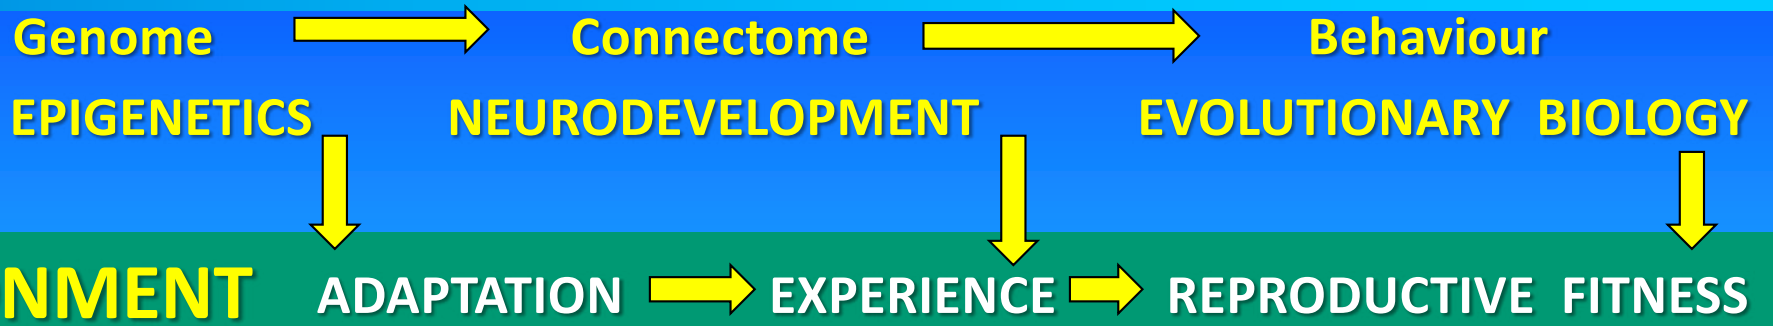 Genome Connectome Behaviour
EPIGENETICS NEURODEVELOPMENT EVOLUTIONARY BIOLOGY
NMENT ADAPTATION EXPERIENCE REPRODUCTIVE FITNESS